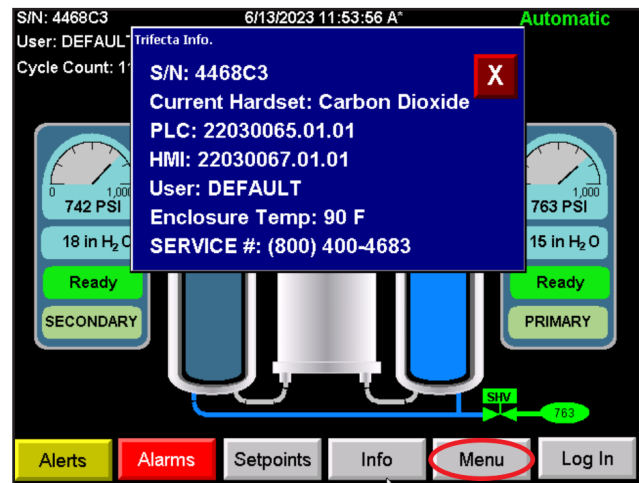 S/N: 4468C3 6/13/2023 11:53:56 A* Automatic
User: DEFAULT
Cycle Count:
Trifecta Info.
X
S/N: 4468C3
Current Hardset: Carbon Dioxide
PLC: 22030065.01.01
HMI: 22030067.01.01
User: DEFAULT
Enclosure Temp: 90 F
SERVICE #: (800) 400-4683
0 1,000
742 PSI
18 in H₂O
Ready
SECONDARY
1,000
763 PSI
15 in H₂O
Ready
PRIMARY
SHV
763
Alerts Alarms Setpoints Info Menu Log In